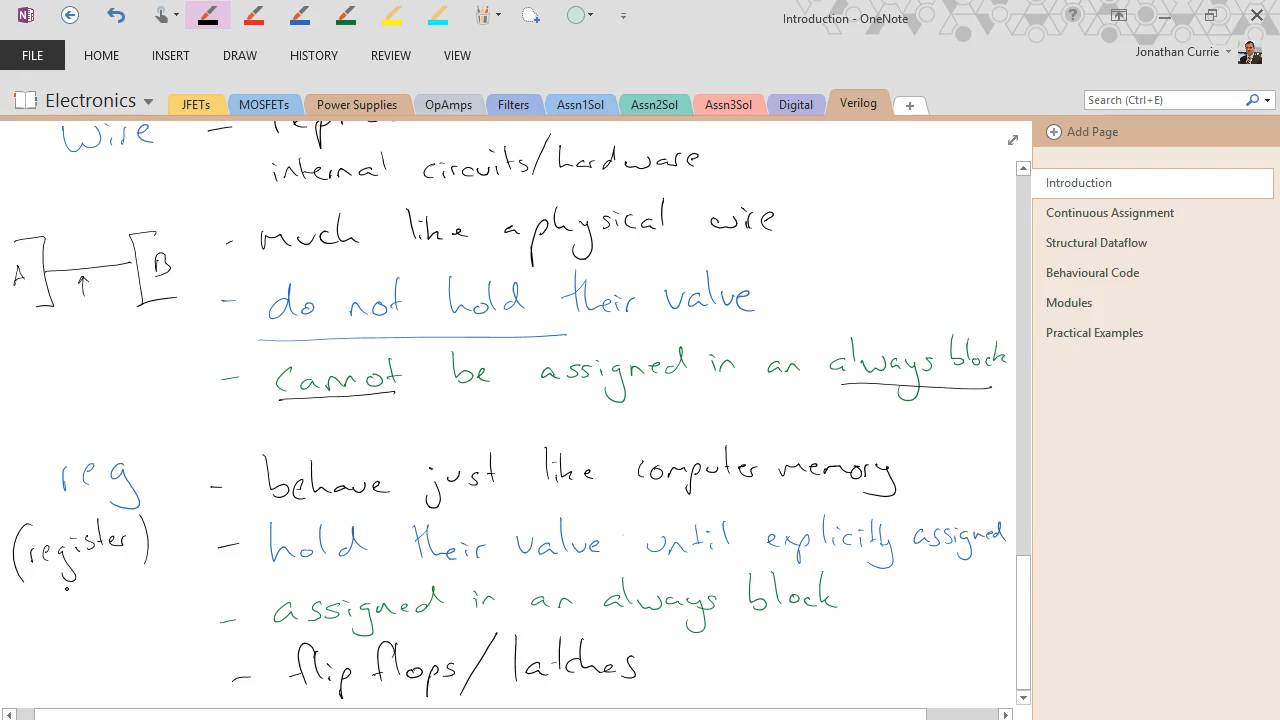 Introduction - OneNote
Jonathan Currie
FILE HOME INSERT DRAW HISTORY REVIEW VIEW
Electronics JFETs MOSFETs Power Supplies OpAmps Filters Assn1Sol Assn2Sol Assn3Sol Digital Verilog
Search (Ctrl+E)
Add Page
Introduction
Continuous Assignment
Structural Dataflow
Behavioural Code
Modules
Practical Examples
Wire -
internal circuits/hardware
- much like a physical wire
A B
- do not hold their value
- cannot be assigned in an always block
reg - behave just like computer memory
(register) - hold their value until explicitly assigned
- assigned in an always block
- flip flops/latches